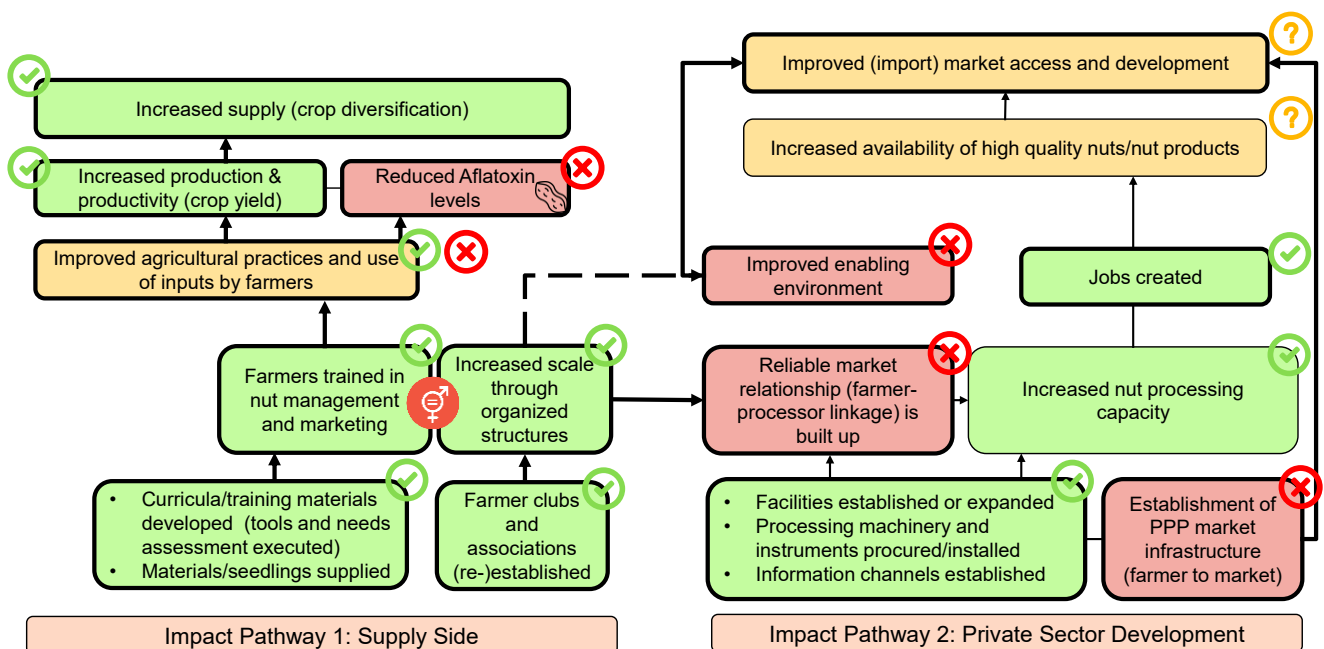 Increased supply (crop diversification)
Increased production &
productivity (crop yield)
Reduced Aflatoxin
levels
Improved agricultural practices and use
of inputs by farmers
Farmers trained in
nut management
and marketing
Increased scale
through
organized
structures
• Curricula/training materials
developed (tools and needs
assessment executed)
• Materials/seedlings supplied
Farmer clubs
and
associations
(re-)established
Impact Pathway 1: Supply Side
?
Improved (import) market access and development
?
Increased availability of high quality nuts/nut products
Improved enabling
environment
Jobs created
Reliable market
relationship (farmer-
processor linkage) is
built up
Increased nut processing
capacity
• Facilities established or expanded
• Processing machinery and
instruments procured/installed
• Information channels established
Establishment of
PPP market
infrastructure
(farmer to market)
Impact Pathway 2: Private Sector Development